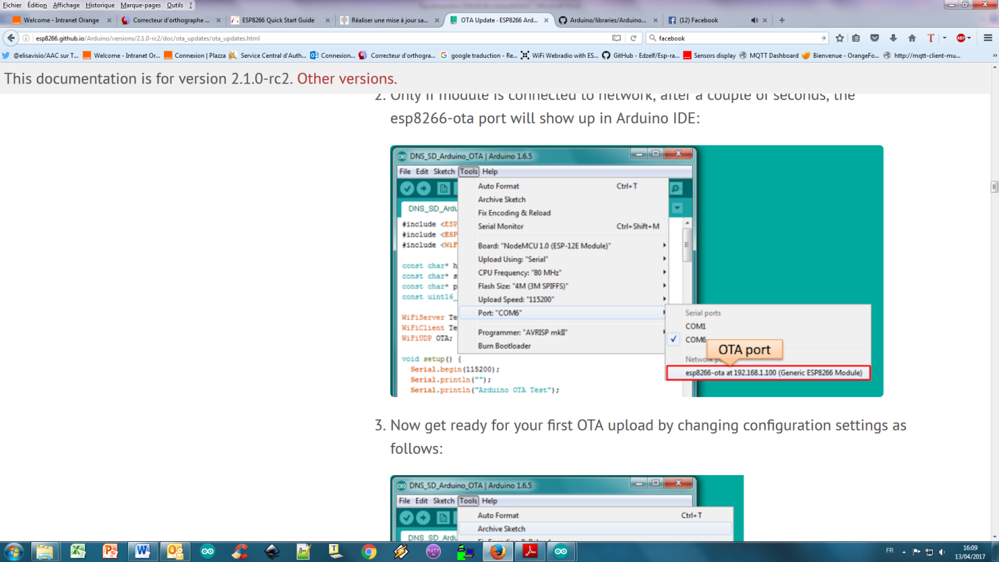 Fichier Édition Affichage Historique Marque-pages Outils ?
Welcome - Intranet Orange
Correcteur d'orthographe ...
ESP8266 Quick Start Guide
Réaliser une mise à jour sa...
OTA Update · ESP8266 Ard...
Arduino/libraries/Arduino...
(12) Facebook
esp8266.github.io/Arduino/versions/2.1.0-rc2/doc/ota_updates/ota_updates.html
facebook
@elisavisio/AAC sur T...
Welcome - Intranet Or...
Connexion | Plazza
Service Central d'Auth...
Connexion...
Correcteur d'orthogra...
google traduction - Re...
WiFi Webradio with ES...
GitHub - Edzelf/Esp-ra...
Sensors display
MQTT Dashboard
Bienvenue - OrangeFo...
http://mqtt-client-mu...
This documentation is for version 2.1.0-rc2. Other versions.
2. Only if module is connected to network, after a couple of seconds, the
esp8266-ota port will show up in Arduino IDE:
DNS_SD_Arduino_OTA | Arduino 1.6.5
File Edit Sketch Tools Help
Auto Format Ctrl+T
Archive Sketch
DNS_SD_Ardu
Fix Encoding & Reload
#include <ESP
Serial Monitor Ctrl+Shift+M
#include <ESP
#include <WiF
Board: "NodeMCU 1.0 (ESP-12E Module)"
Upload Using: "Serial"
const char* h
CPU Frequency: "80 MHz"
const char* s
Flash Size: "4M (3M SPIFFS)"
const char* p
const uint16_
Upload Speed: "115200"
Port: "COM6"
Serial ports
WiFiServer Te
COM1
WiFiClient Te
Programmer: "AVRISP mkII"
WiFiUDP OTA;
COM6
Burn Bootloader
OTA port
void setup() {
Network
Serial.begin(115200);
esp8266-ota at 192.168.1.100 (Generic ESP8266 Module)
Serial.println("");
Serial.println("Arduino OTA Test");
3. Now get ready for your first OTA upload by changing configuration settings as
follows:
DNS_SD_Arduino_OTA | Arduino 1.6.5
File Edit Sketch Tools Help
Auto Format Ctrl+T
Archive Sketch
DNS_SD_Ardu
Fix Encoding & Reload
FR
16:09
13/04/2017